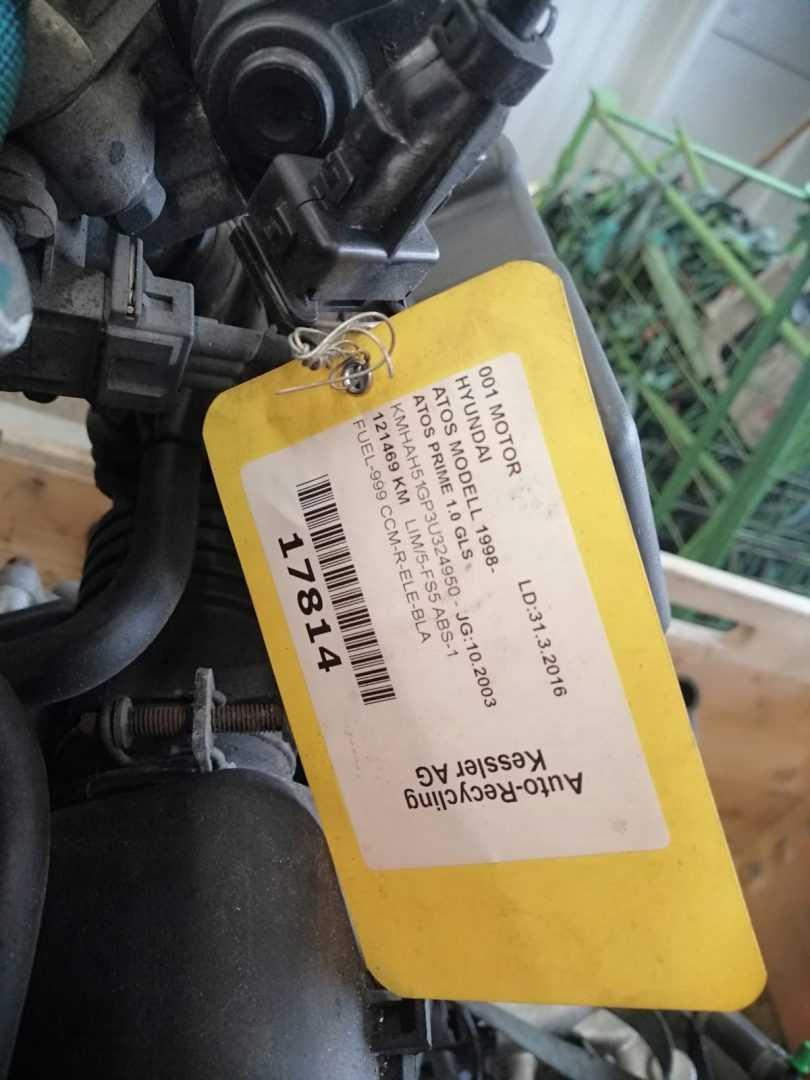 001 MOTOR LD:31.3.2016
HYUNDAI
ATOS MODELL 1998-
ATOS PRIME 1.0 GLS
KMHAH51GP3U324950 - JG:10.2003
121469 KM LIM/5-FS5 ABS-1
FUEL-999 CCM-R-ELE-BLA
17814
Auto-Recycling
Kessler AG